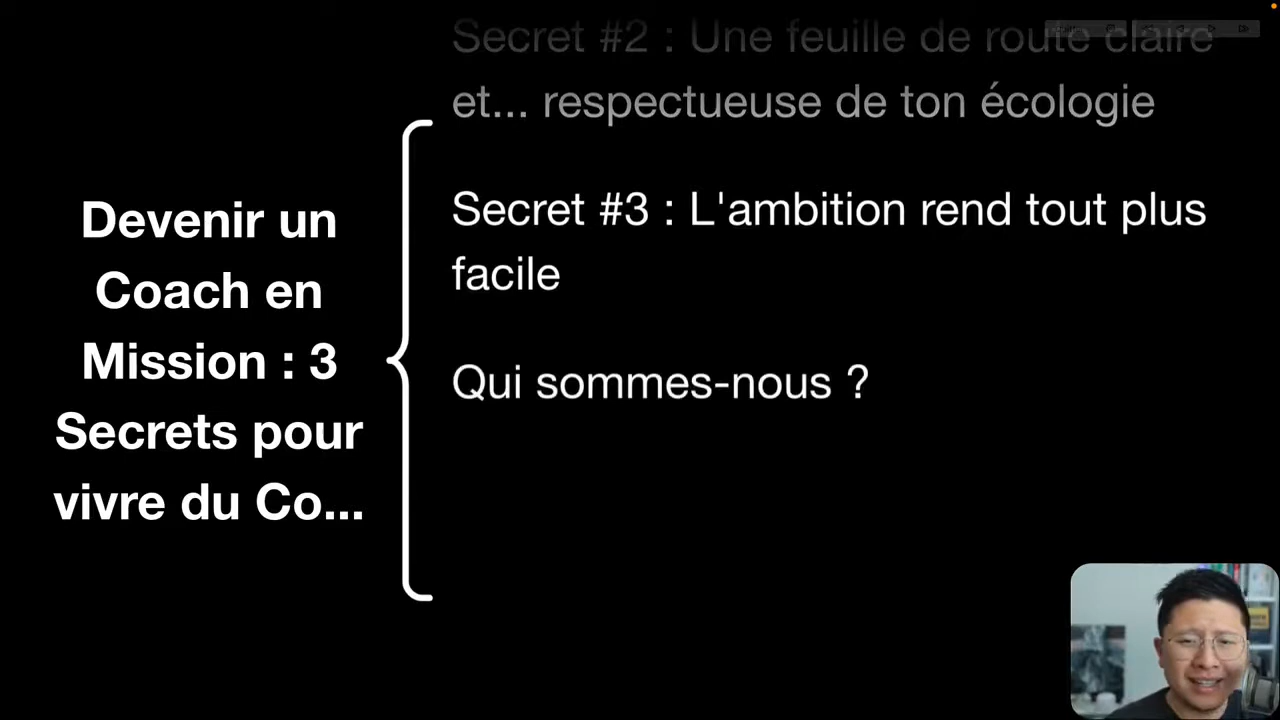 Secret #2 : Une feuille de route claire
et... respectueuse de ton écologie
Secret #3 : L'ambition rend tout plus
facile
Qui sommes-nous ?
Devenir un
Coach en
Mission : 3
Secrets pour
vivre du Co...